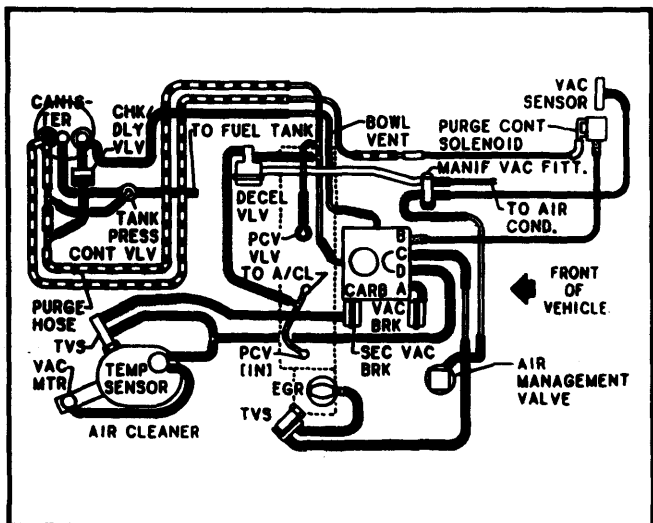 CANIS-
TER
CHK
DLY
VLV
TO FUEL TANK
BOWL
VENT
VAC
SENSOR
PURGE CONT
SOLENOID
MANIF VAC FITT.
DECEL
VLV
TO AIR
COND.
TANK
PRESS
CONT VLV
PCV
VLV
TO A/CL
B
C
D
CARB A
VAC
BRK
FRONT
OF
VEHICLE
PURGE
HOSE
TVS
VAC
MTR
TEMP
SENSOR
PCV
[IN]
SEC VAC
BRK
EGR
TVS
AIR
MANAGEMENT
VALVE
AIR CLEANER